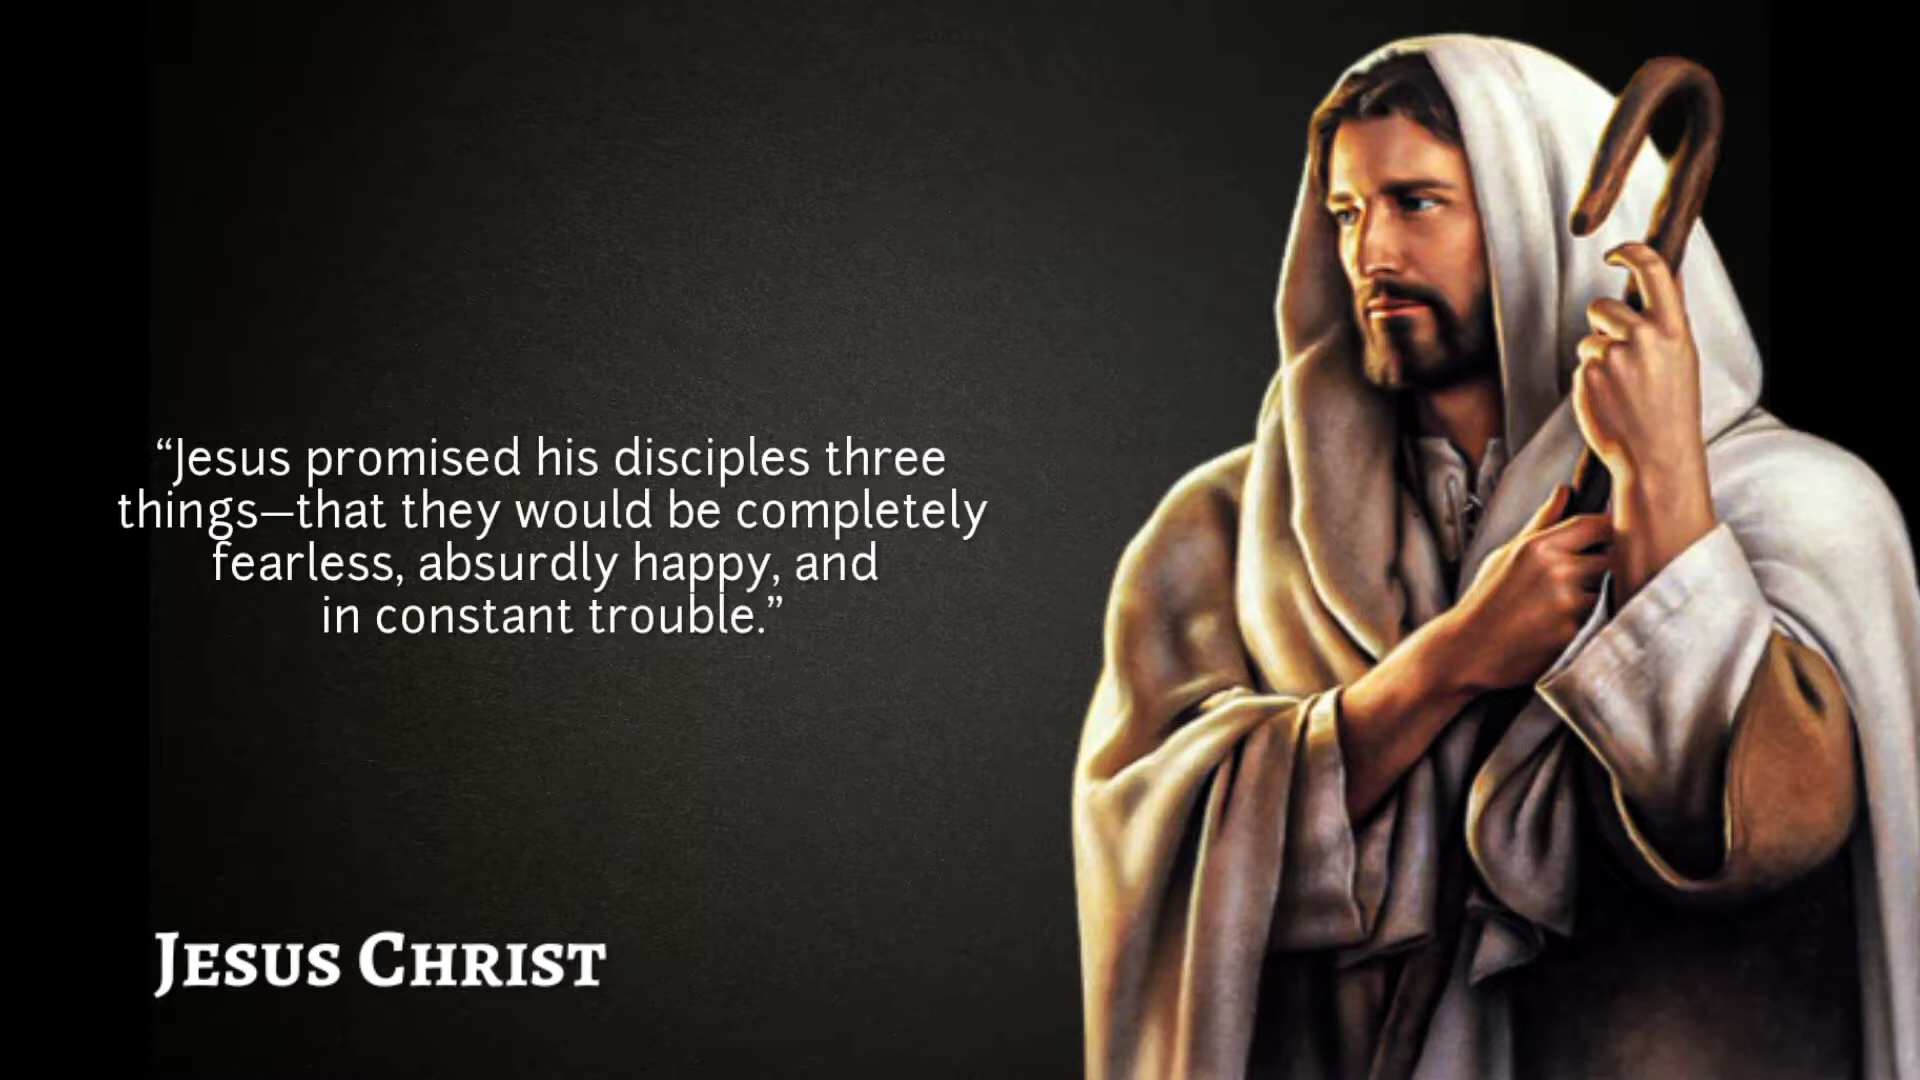 “Jesus promised his disciples three
things—that they would be completely
fearless, absurdly happy, and
in constant trouble.”
Jesus Christ